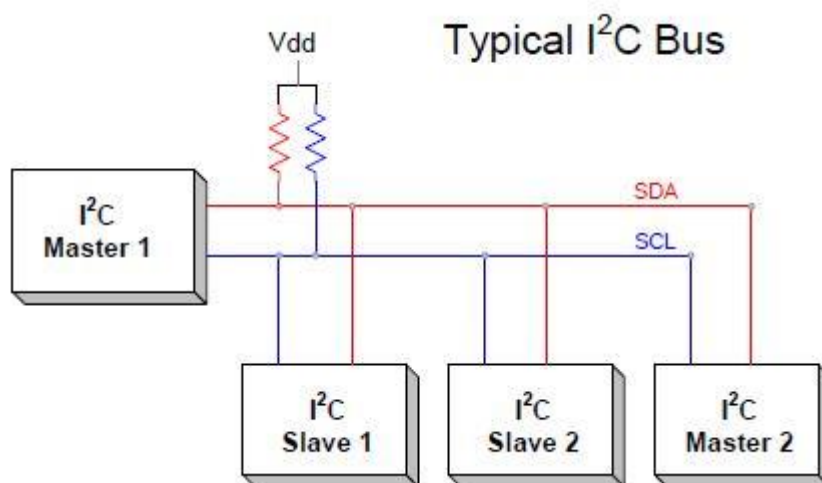 Typical I²C Bus
Vdd
SDA
I²C
Master 1
SCL
I²C
Slave 1
I²C
Slave 2
I²C
Master 2